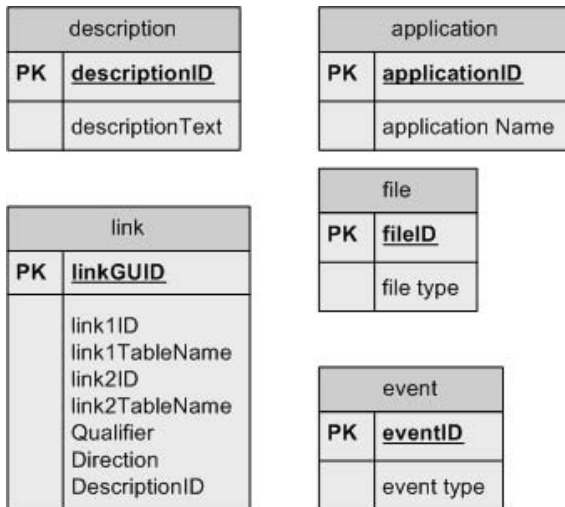 description
PK descriptionID
descriptionText
application
PK applicationID
application Name
file
PK fileID
file type
link
PK linkGUID
link1ID
link1TableName
link2ID
link2TableName
Qualifier
Direction
DescriptionID
event
PK eventID
event type